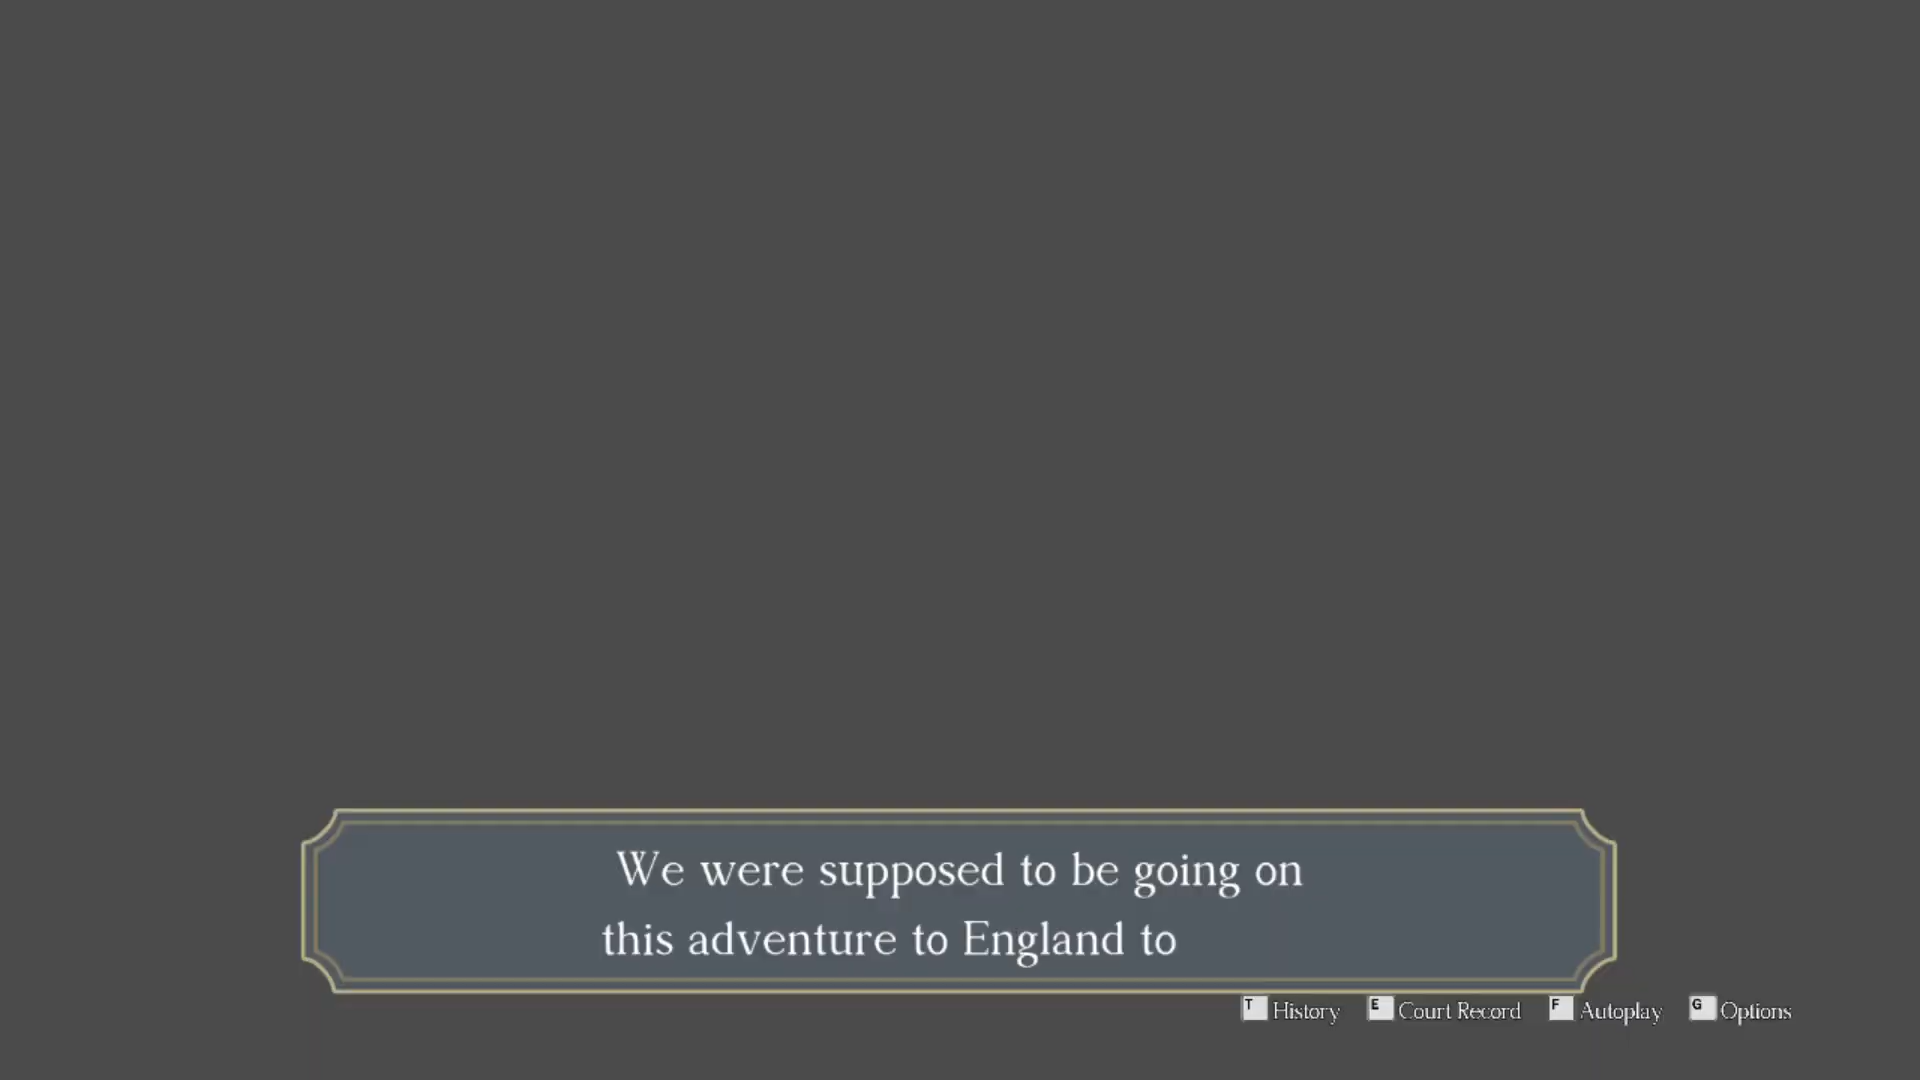 We were supposed to be going on
this adventure to England to
T History E Court Record F Autoplay G Options